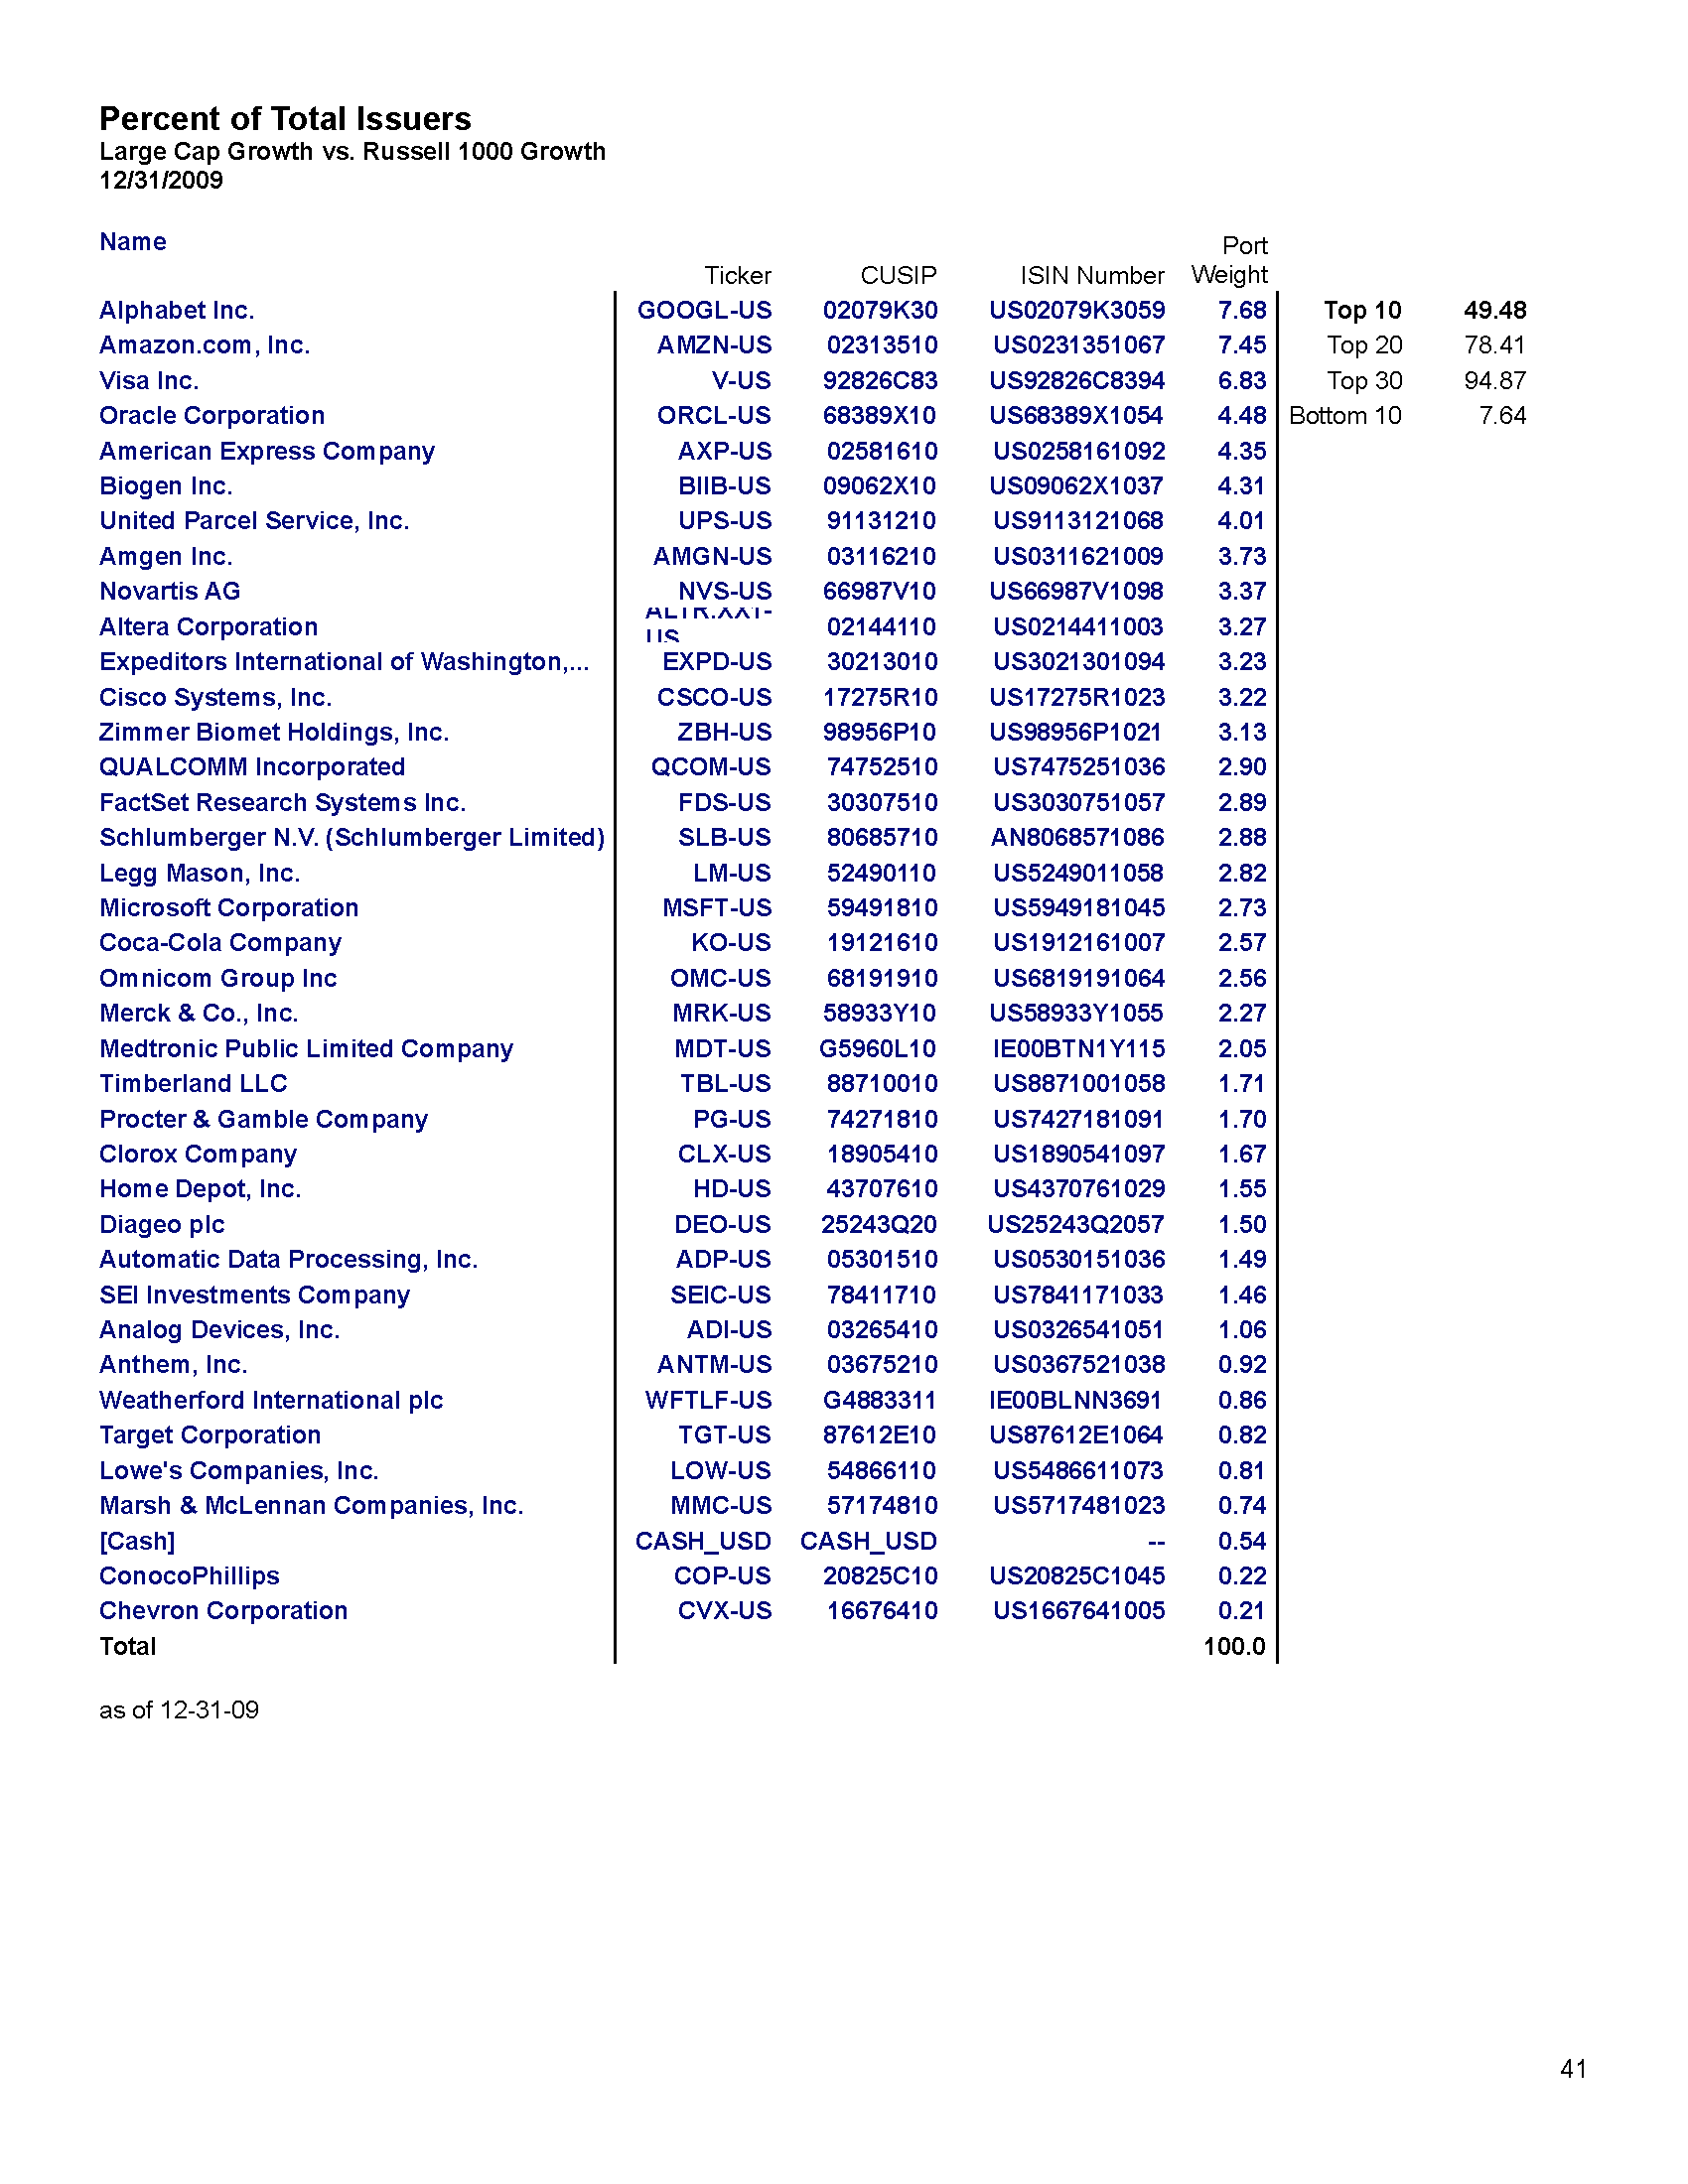 Percent of Total Issuers
Large Cap Growth vs. Russell 1000 Growth
12/31/2009
Name Ticker CUSIP ISIN Number Port Weight
Alphabet Inc. GOOGL-US 02079K30 US02079K3059 7.68 Top 10 49.48
Amazon.com, Inc. AMZN-US 02313510 US0231351067 7.45 Top 20 78.41
Visa Inc. V-US 92826C83 US92826C8394 6.83 Top 30 94.87
Oracle Corporation ORCL-US 68389X10 US68389X1054 4.48 Bottom 10 7.64
American Express Company AXP-US 02581610 US0258161092 4.35
Biogen Inc. BIIB-US 09062X10 US09062X1037 4.31
United Parcel Service, Inc. UPS-US 91131210 US9113121068 4.01
Amgen Inc. AMGN-US 03116210 US0311621009 3.73
Novartis AG NVS-US 66987V10 US66987V1098 3.37
Altera Corporation 02144110 US0214411003 3.27
Expeditors International of Washington,... EXPD-US 30213010 US3021301094 3.23
Cisco Systems, Inc. CSCO-US 17275R10 US17275R1023 3.22
Zimmer Biomet Holdings, Inc. ZBH-US 98956P10 US98956P1021 3.13
QUALCOMM Incorporated QCOM-US 74752510 US7475251036 2.90
FactSet Research Systems Inc. FDS-US 30307510 US3030751057 2.89
Schlumberger N.V. (Schlumberger Limited) SLB-US 80685710 AN8068571086 2.88
Legg Mason, Inc. LM-US 52490110 US5249011058 2.82
Microsoft Corporation MSFT-US 59491810 US5949181045 2.73
Coca-Cola Company KO-US 19121610 US1912161007 2.57
Omnicom Group Inc OMC-US 68191910 US6819191064 2.56
Merck & Co., Inc. MRK-US 58933Y10 US58933Y1055 2.27
Medtronic Public Limited Company MDT-US G5960L10 IE00BTN1Y115 2.05
Timberland LLC TBL-US 88710010 US8871001058 1.71
Procter & Gamble Company PG-US 74271810 US7427181091 1.70
Clorox Company CLX-US 18905410 US1890541097 1.67
Home Depot, Inc. HD-US 43707610 US4370761029 1.55
Diageo plc DEO-US 25243Q20 US25243Q2057 1.50
Automatic Data Processing, Inc. ADP-US 05301510 US0530151036 1.49
SEI Investments Company SEIC-US 78411710 US7841171033 1.46
Analog Devices, Inc. ADI-US 03265410 US0326541051 1.06
Anthem, Inc. ANTM-US 03675210 US0367521038 0.92
Weatherford International plc WFTLF-US G4883311 IE00BLNN3691 0.86
Target Corporation TGT-US 87612E10 US87612E1064 0.82
Lowe's Companies, Inc. LOW-US 54866110 US5486611073 0.81
Marsh & McLennan Companies, Inc. MMC-US 57174810 US5717481023 0.74
[Cash] CASH_USD CASH_USD -- 0.54
ConocoPhillips COP-US 20825C10 US20825C1045 0.22
Chevron Corporation CVX-US 16676410 US1667641005 0.21
Total 100.0
as of 12-31-09
41